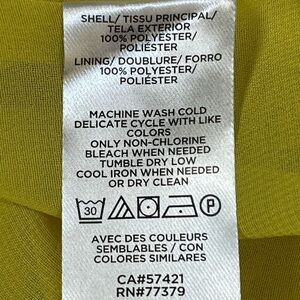 SHELL/ TISSU PRINCIPAL/
TELA EXTERIOR
100% POLYESTER/
POLIÉSTER
LINING/ DOUBLURE/ FORRO
100% POLYESTER/
POLIÉSTER
MACHINE WASH COLD
DELICATE CYCLE WITH LIKE
COLORS
ONLY NON-CHLORINE
BLEACH WHEN NEEDED
TUMBLE DRY LOW
COOL IRON WHEN NEEDED
OR DRY CLEAN
30 P
AVEC DES COULEURS
SEMBLABLES / CON
COLORES SIMILARES
CA#57421
RN#77379